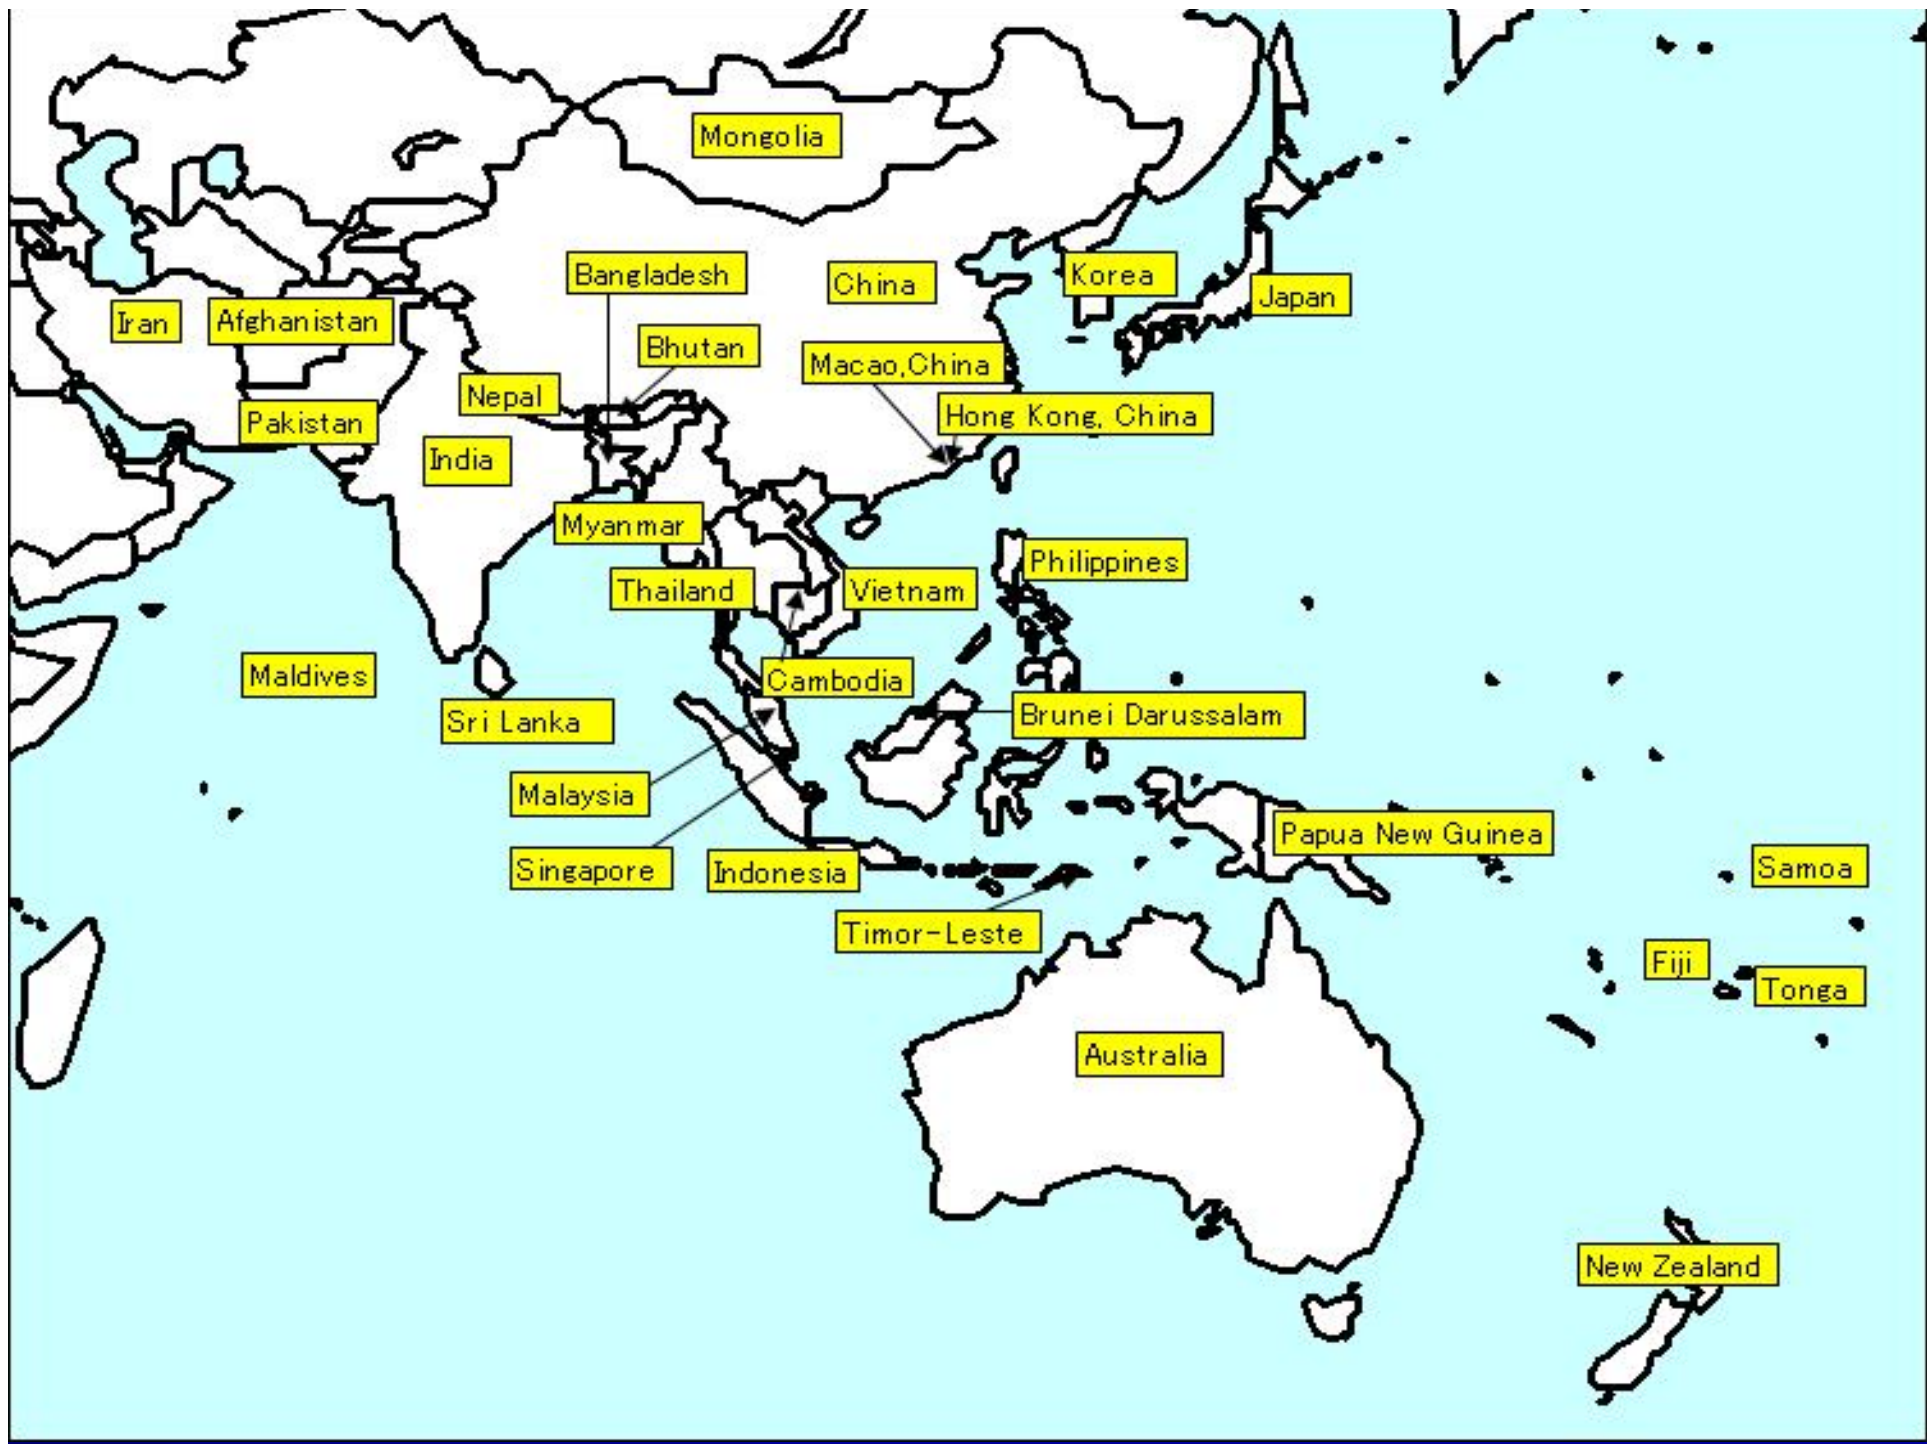 Mongolia
Bangladesh
China
Korea
Japan
Iran
Afghanistan
Bhutan
Macao,China
Nepal
Hong Kong, China
Pakistan
India
Myanmar
Philippines
Thailand
Vietnam
Maldives
Cambodia
Sri Lanka
Brunei Darussalam
Malaysia
Papua New Guinea
Singapore
Indonesia
Samoa
Timor-Leste
Fiji
Tonga
Australia
New Zealand